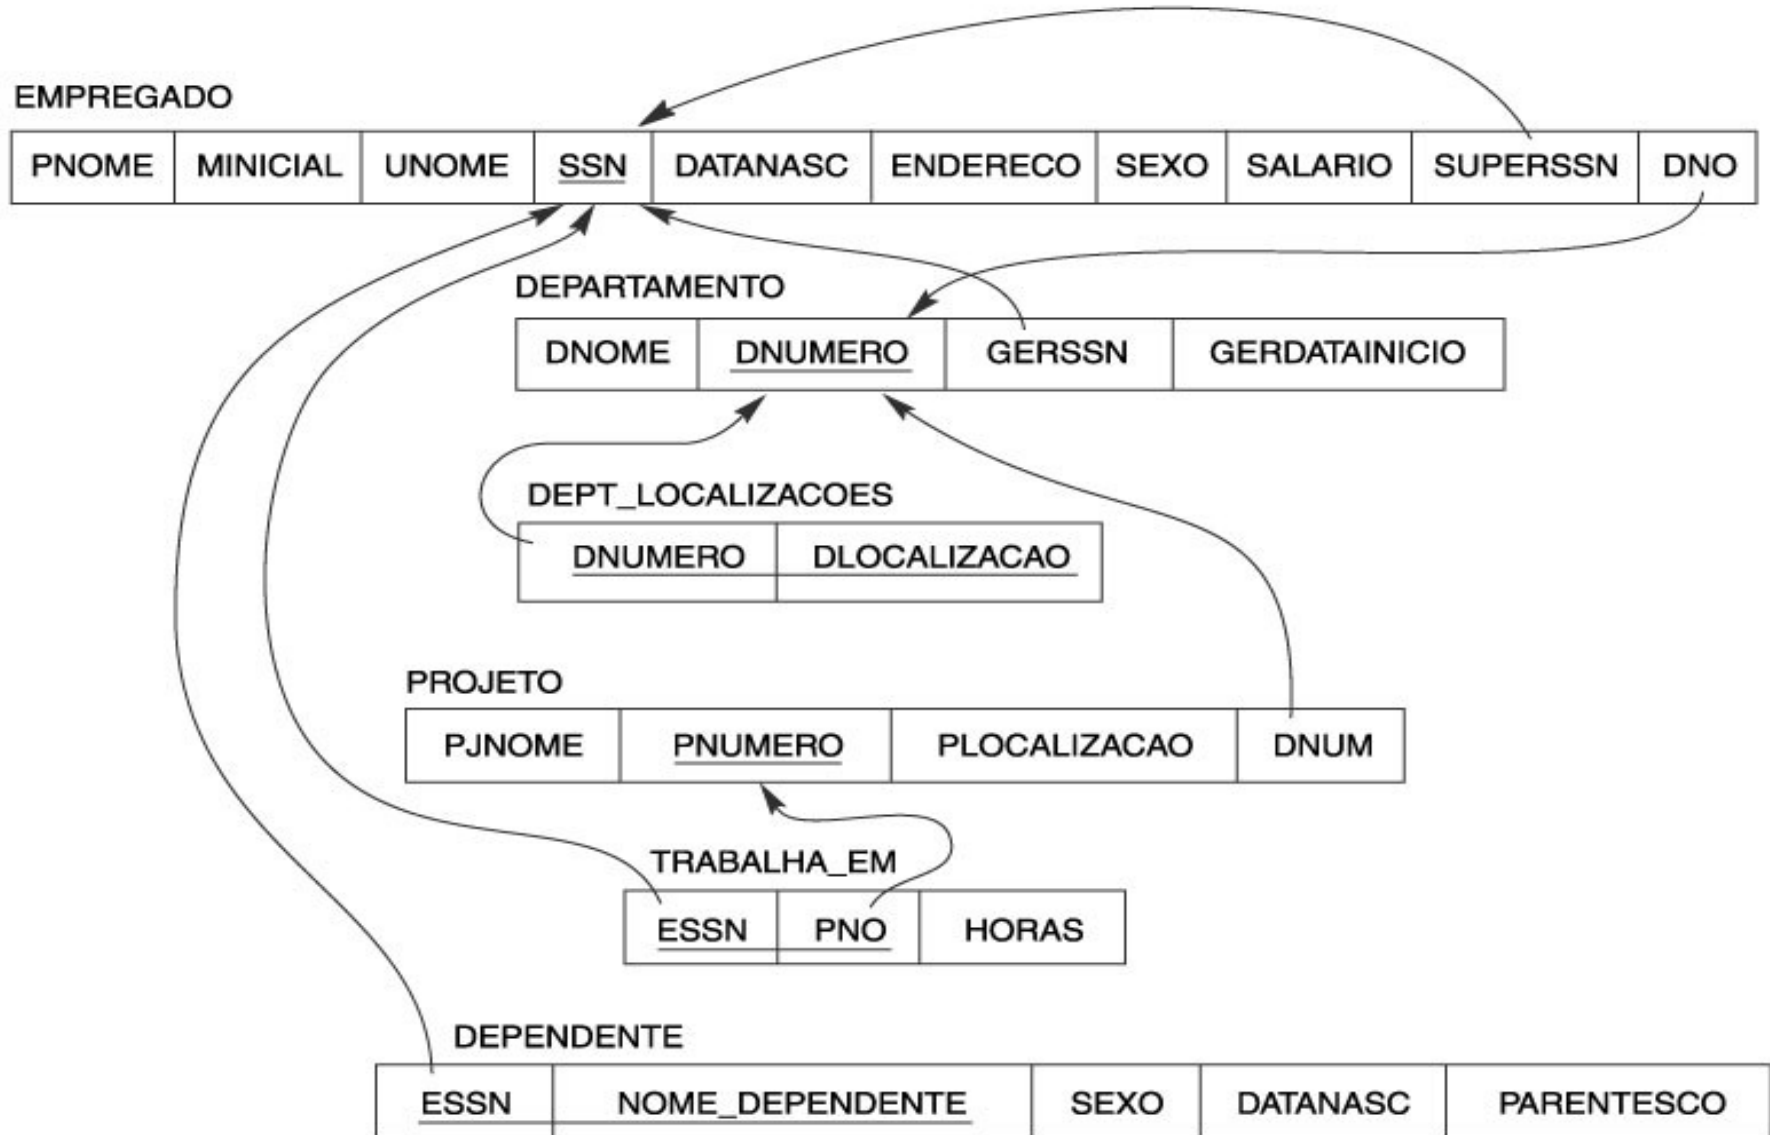 EMPREGADO
PNOME MINICIAL UNOME SSN DATANASC ENDERECO SEXO SALARIO SUPERSSN DNO
DEPARTAMENTO
DNOME DNUMERO GERSSN GERDATAINICIO
DEPT_LOCALIZACOES
DNUMERO DLOCALIZACAO
PROJETO
PJNOME PNUMERO PLOCALIZACAO DNUM
TRABALHA_EM
ESSN PNO HORAS
DEPENDENTE
ESSN NOME_DEPENDENTE SEXO DATANASC PARENTESCO